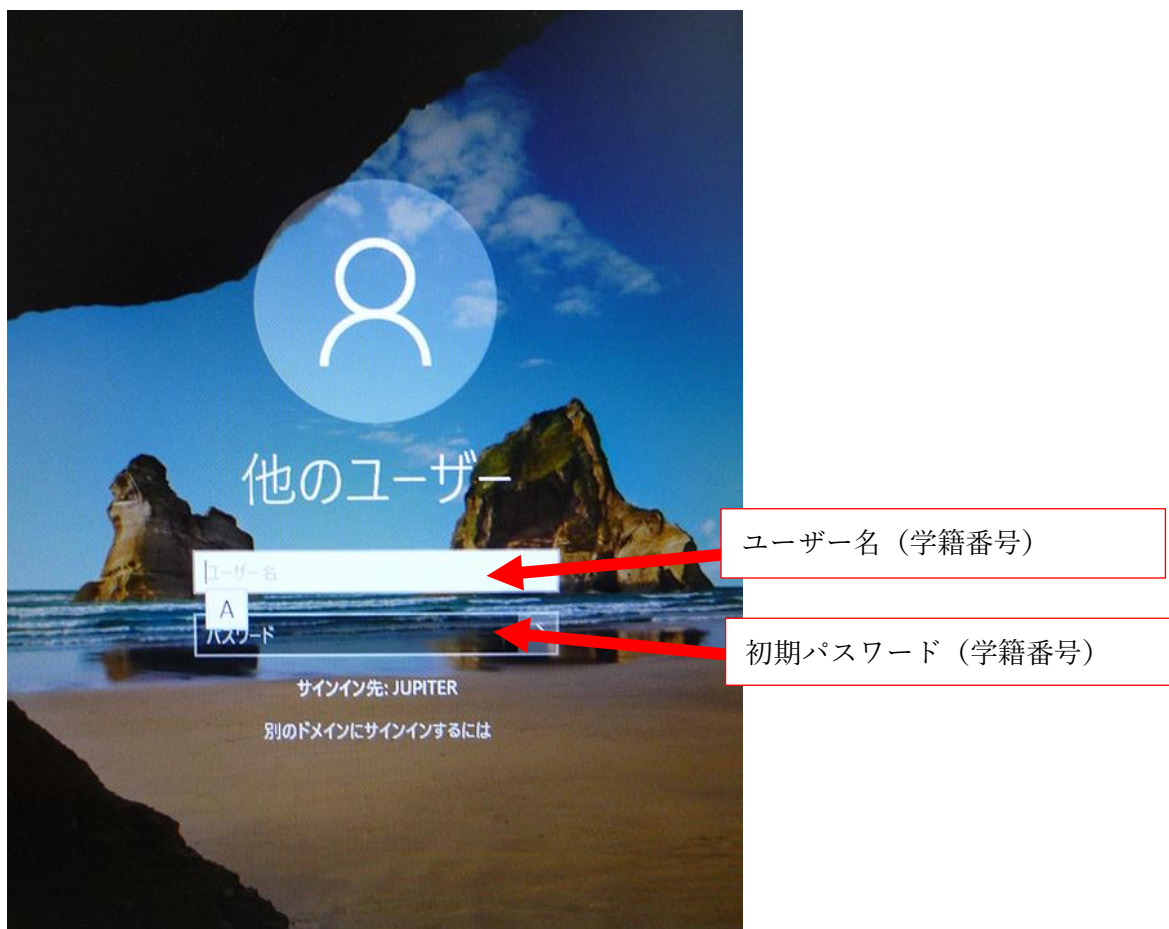 他のユーザー
ユーザー名
A
パスワード
サインイン先: JUPITER
別のドメインにサインインするには
ユーザー名（学籍番号）
初期パスワード（学籍番号）